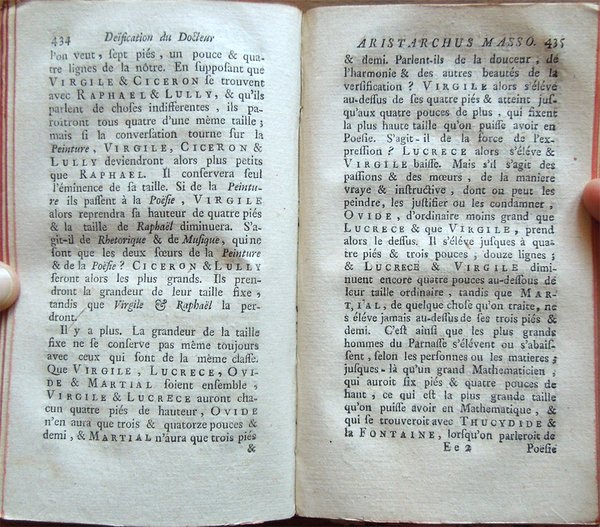 434 Déification du Docteur
l'on veut, sept piés, un pouce & qua-
tre lignes de la nôtre. En supposant que
VIRGILE & CICERON se trouvent
avec RAPHAEL & LULLY, & qu'ils
parlent de choses indifferentes, ils pa-
roitront tous quatre d'une même taille;
mais si la conversation tourne sur la
Peinture, VIRGILE, CICERON &
LULLY deviendront alors plus petits
que RAPHAEL. Il conservera seul
l'éminence de sa taille. Si de la Peintu-
re ils passent à la Poësie, VIRGILE
alors reprendra sa hauteur de quatre piés
& la taille de Raphaël diminuera. S'a-
git-il de Rhetorique & de Musique, qui ne
sont que les deux sœurs de la Peinture
& de la Poësie? CICERON & LULLY
seront alors les plus grands. Ils pren-
dront la grandeur de leur taille fixe,
tandis que Virgile & Raphaël la per-
dront.
Il y a plus. La grandeur de la taille
fixe ne se conserve pas même toujours
avec ceux qui sont de la même classe.
Que VIRGILE, LUCRECE, OVI-
DE & MARTIAL soient ensemble,
VIRGILE & LUCRECE auront cha-
cun quatre piés de hauteur, OVIDE
n'en aura que trois & quatorze pouces &
demi, & MARTIAL n'aura que trois piés
&
ARISTARCHUS MASSO. 435
& demi. Parlent-ils de la douceur, de
l'harmonie & des autres beautés de la
versification? VIRGILE alors s'éléve
au-dessus de ses quatre piés & atteint jus-
qu'aux quatre pouces de plus, qui fixent
la plus haute taille qu'on puisse avoir en
Poësie. S'agit-il de la force de l'ex-
pression? LUCRECE alors s'éléve &
VIRGILE baisse. Mais s'il s'agit des
passions & des mœurs, de la maniere
vraye & instructive, dont on peut les
peindre, les justifier ou les condamner,
OVIDE, d'ordinaire moins grand que
LUCRECE & que VIRGILE, prend
alors le dessus. Il s'éléve jusques à qua-
tre piés & trois pouces, douze lignes;
& LUCRECE & VIRGILE dimi-
nuent encore quatre pouces au-dessous de
leur taille ordinaire, tandis que MAR-
TIAL, de quelque chose qu'on traite, ne
s'éléve jamais au-dessus de ses trois piés &
demi. C'est ainsi que les plus grands
hommes du Parnasse s'élévent ou s'abais-
sent, selon les personnes ou les matieres;
jusques-là qu'un grand Mathematicien,
qui auroit six piés & quatre pouces de
haut, ce qui est la plus grande taille
qu'on puisse avoir en Mathematique, &
qui se trouveroit avec THUCYDIDE &
la FONTAINE, lorsqu'on parleroit de
Ee 2 Poësie